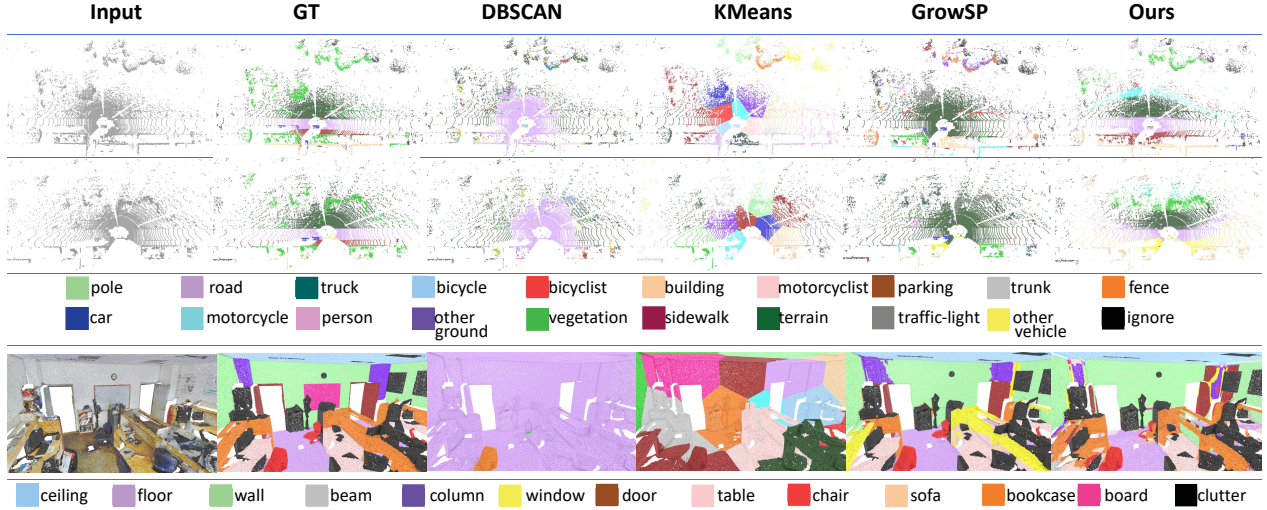 Input GT DBSCAN KMeans GrowSP Ours
pole road truck bicycle bicyclist building motorcyclist parking trunk fence
car motorcycle person other ground vegetation sidewalk terrain traffic-light other vehicle ignore
ceiling floor wall beam column window door table chair sofa bookcase board clutter